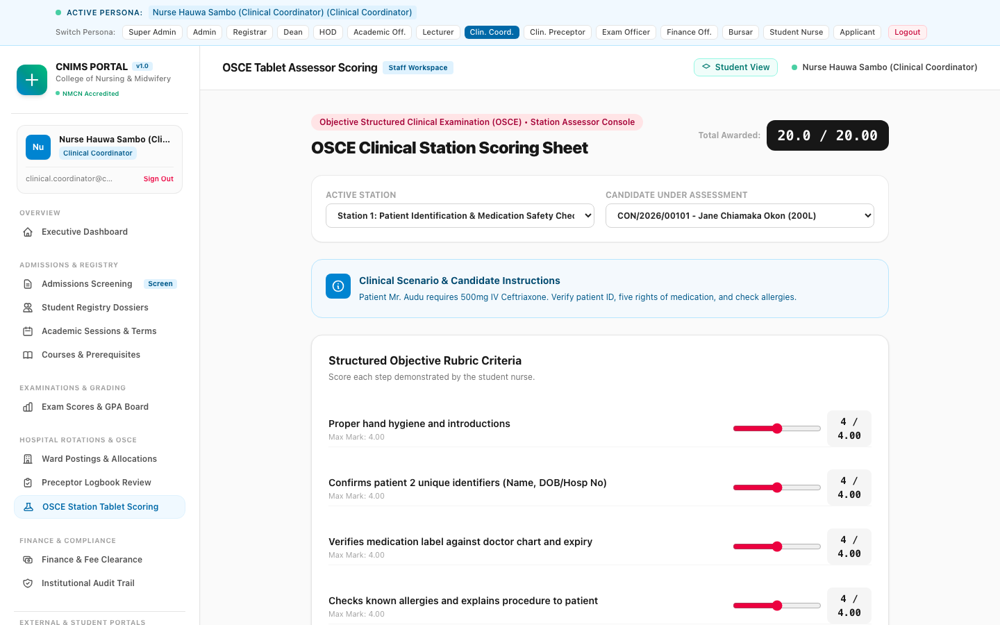 ACTIVE PERSONA: Nurse Hauwa Sambo (Clinical Coordinator) (Clinical Coordinator)
Switch Persona: Super Admin Admin Registrar Dean HOD Academic Off. Lecturer Clin. Coord. Clin. Preceptor Exam Officer Finance Off. Bursar Student Nurse Applicant Logout
CNIMS PORTAL v1.0
College of Nursing & Midwifery
NMCN Accredited
Nu
Nurse Hauwa Sambo (Cli...
Clinical Coordinator
clinical.coordinator@c... Sign Out
OVERVIEW
Executive Dashboard
ADMISSIONS & REGISTRY
Admissions Screening Screen
Student Registry Dossiers
Academic Sessions & Terms
Courses & Prerequisites
EXAMINATIONS & GRADING
Exam Scores & GPA Board
HOSPITAL ROTATIONS & OSCE
Ward Postings & Allocations
Preceptor Logbook Review
OSCE Station Tablet Scoring
FINANCE & COMPLIANCE
Finance & Fee Clearance
Institutional Audit Trail
EXTERNAL & STUDENT PORTALS
OSCE Tablet Assessor Scoring Staff Workspace
Student View Nurse Hauwa Sambo (Clinical Coordinator)
Objective Structured Clinical Examination (OSCE) • Station Assessor Console
OSCE Clinical Station Scoring Sheet
Total Awarded: 20.0 / 20.00
ACTIVE STATION
Station 1: Patient Identification & Medication Safety Chec
CANDIDATE UNDER ASSESSMENT
CON/2026/00101 - Jane Chiamaka Okon (200L)
Clinical Scenario & Candidate Instructions
Patient Mr. Audu requires 500mg IV Ceftriaxone. Verify patient ID, five rights of medication, and check allergies.
Structured Objective Rubric Criteria
Score each step demonstrated by the student nurse.
Proper hand hygiene and introductions
Max Mark: 4.00
4 /
4.00
Confirms patient 2 unique identifiers (Name, DOB/Hosp No)
Max Mark: 4.00
4 /
4.00
Verifies medication label against doctor chart and expiry
Max Mark: 4.00
4 /
4.00
Checks known allergies and explains procedure to patient
Max Mark: 4.00
4 /
4.00